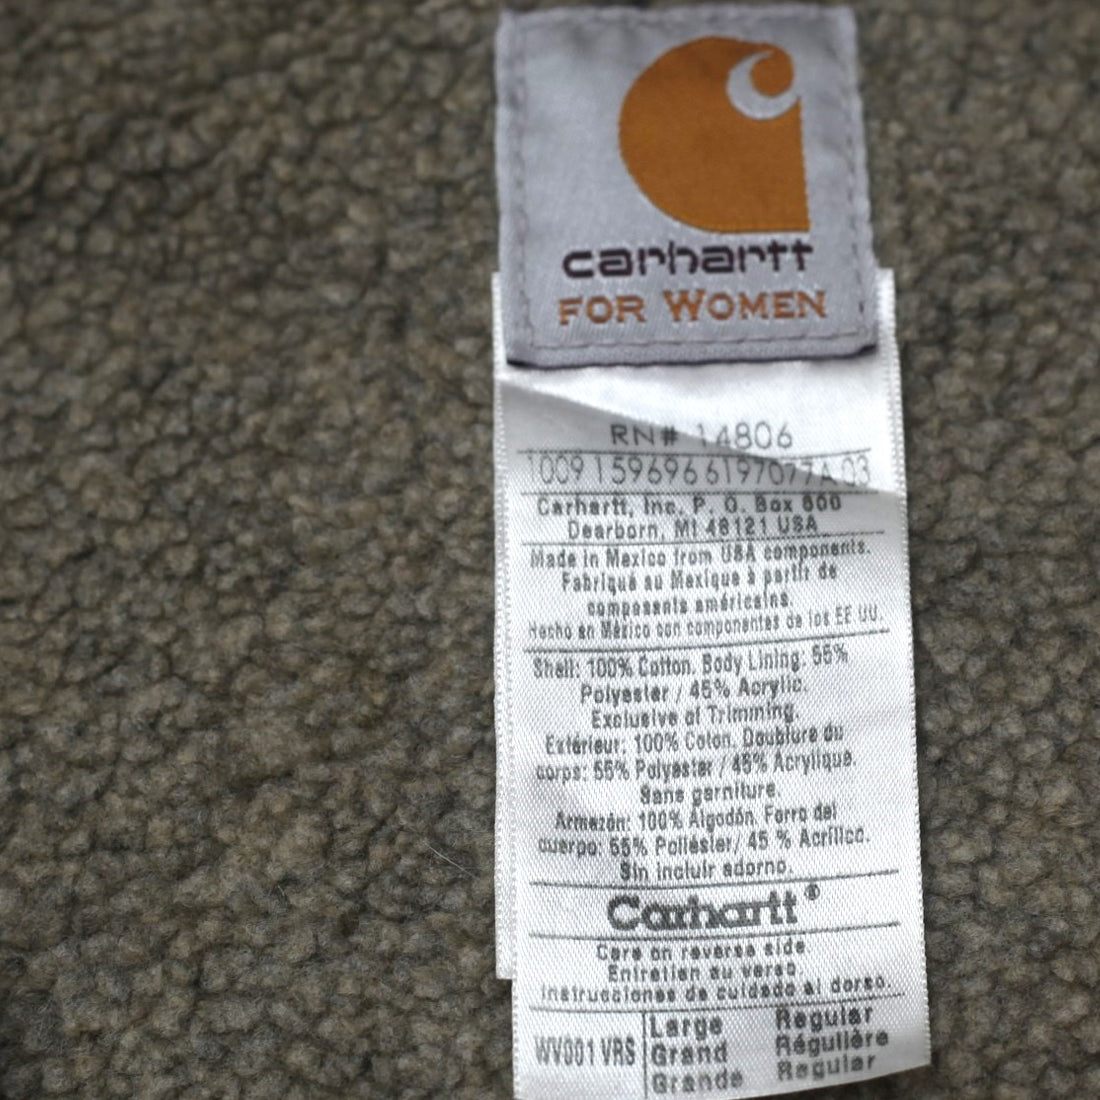 carhartt
FOR WOMEN
RN# 14806
1009 1596966197077A 03
Carhartt, Inc. P. O. Box 600
Dearborn, MI 48121 USA
Made in Mexico from USA components.
Fabriqué au Mexique à partir de
composants américains.
Hecho en México con componentes de los EE UU.
Shell: 100% Cotton. Body Lining: 55%
Polyester / 45% Acrylic.
Exclusive of Trimming.
Extérieur: 100% Coton. Doublure du
corps: 55% Polyester / 45% Acrylique.
Sans garniture.
Armazón: 100% Algodón. Forro del
cuerpo: 55% Poliéster/ 45 % Acrílico.
Sin incluir adorno.
Carhartt®
Care on reverse side
Entretien au verso.
Instrucciones de cuidado al dorso.
WV001 VRS
Large Regular
Grand Régulière
Grande Regular